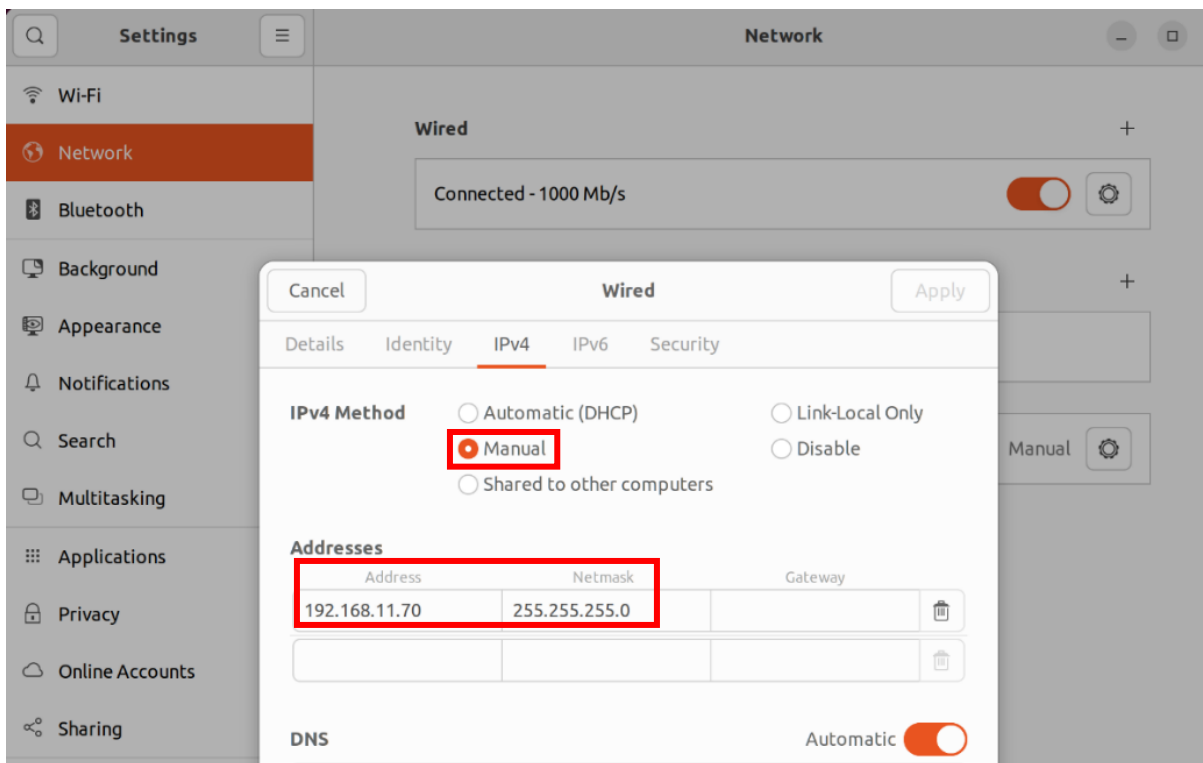 Settings
Network
Wi-Fi
Network
Bluetooth
Background
Appearance
Notifications
Search
Multitasking
Applications
Privacy
Online Accounts
Sharing
Wired
Connected - 1000 Mb/s
Manual
Cancel
Wired
Apply
Details Identity IPv4 IPv6 Security
IPv4 Method
Automatic (DHCP) Link-Local Only
Manual Disable
Shared to other computers
Addresses
Address Netmask Gateway
192.168.11.70 255.255.255.0
DNS Automatic